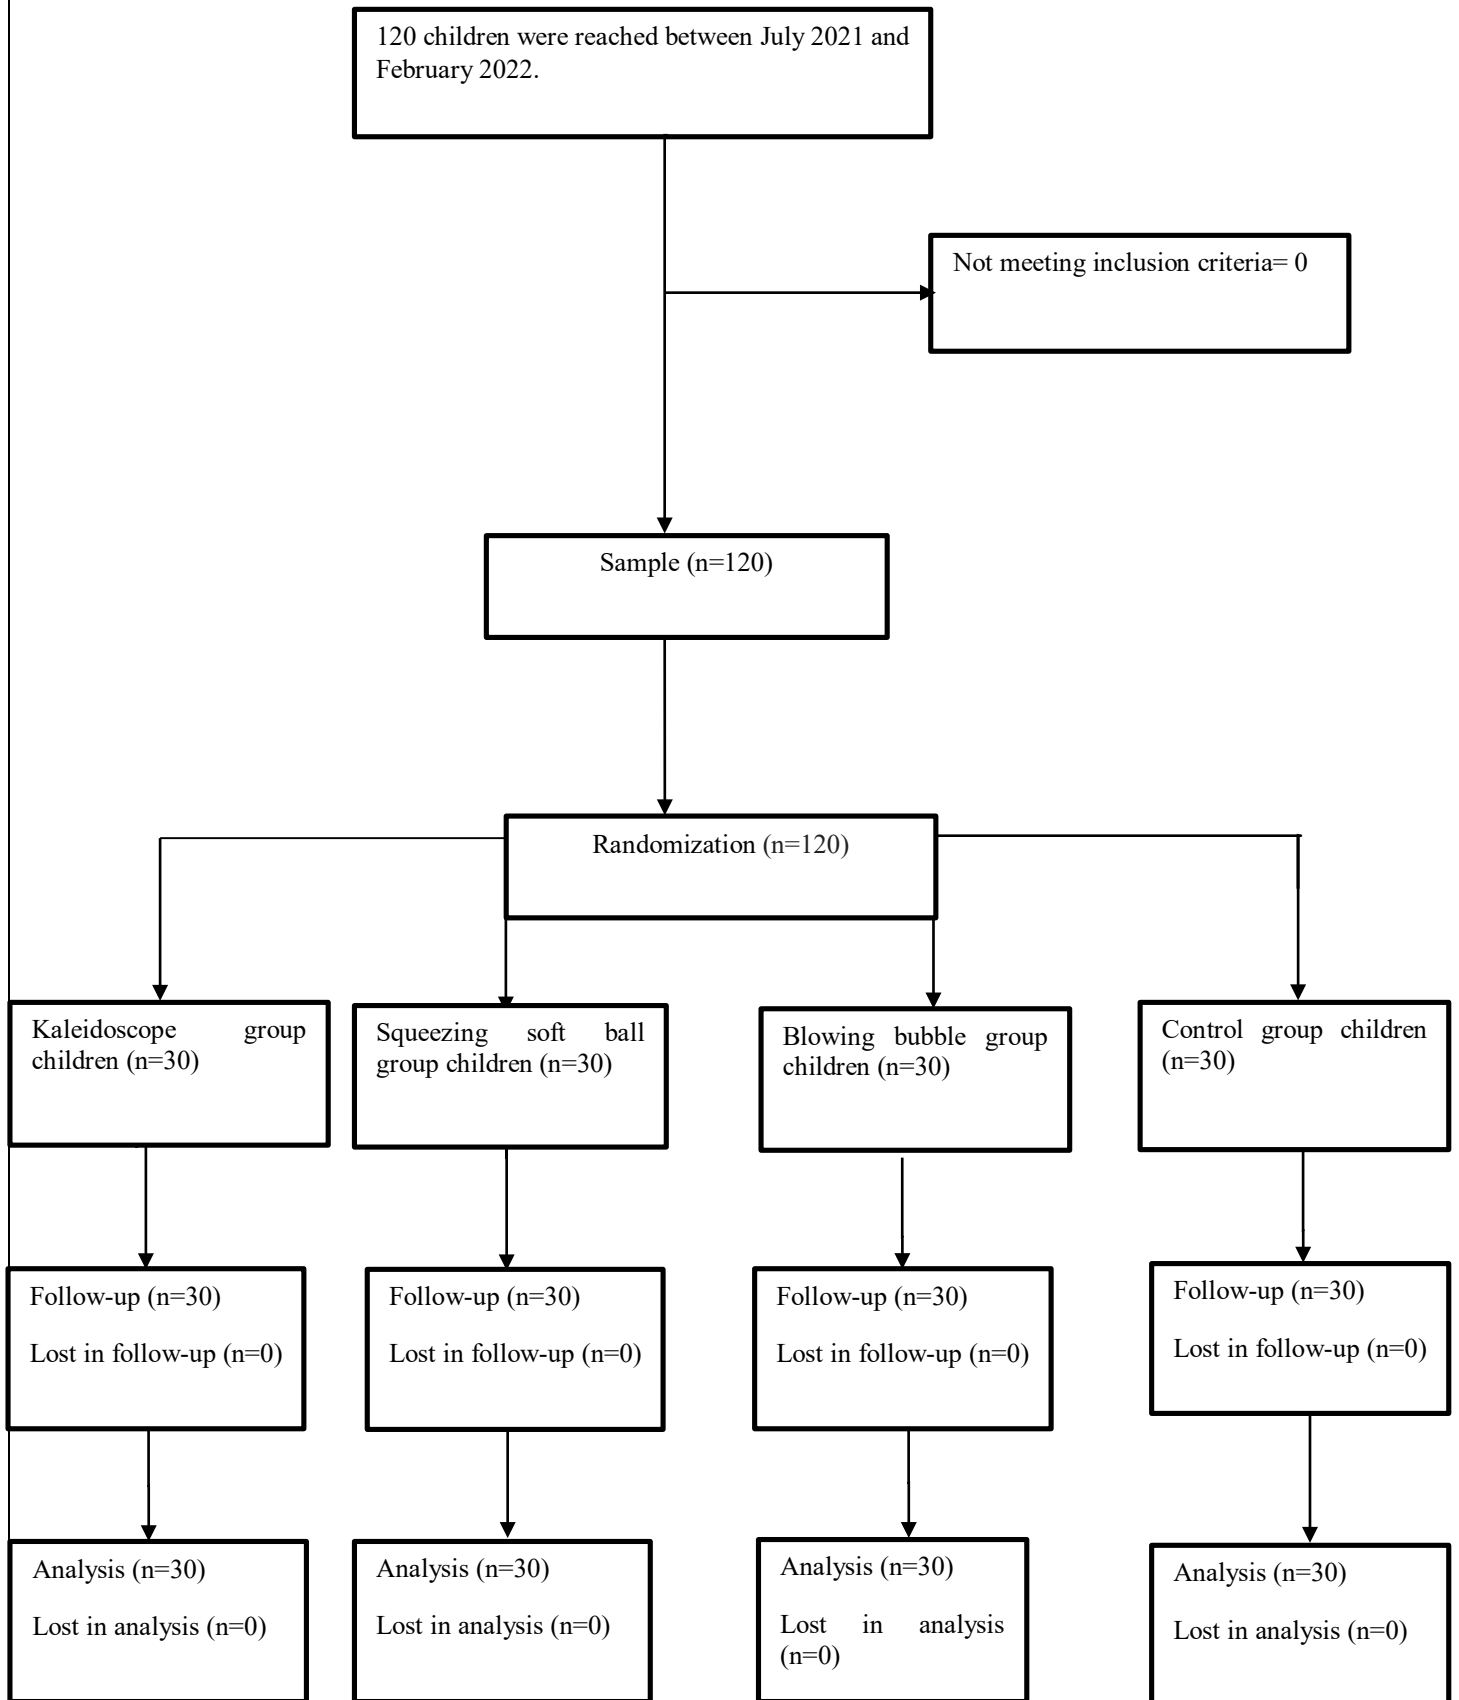 120 children were reached between July 2021 and
February 2022.
Not meeting inclusion criteria= 0
Sample (n=120)
Randomization (n=120)
Kaleidoscope group
children (n=30)
Squeezing soft ball
group children (n=30)
Blowing bubble group
children (n=30)
Control group children
(n=30)
Follow-up (n=30)
Lost in follow-up (n=0)
Follow-up (n=30)
Lost in follow-up (n=0)
Follow-up (n=30)
Lost in follow-up (n=0)
Follow-up (n=30)
Lost in follow-up (n=0)
Analysis (n=30)
Lost in analysis (n=0)
Analysis (n=30)
Lost in analysis (n=0)
Analysis (n=30)
Lost in analysis
(n=0)
Analysis (n=30)
Lost in analysis (n=0)